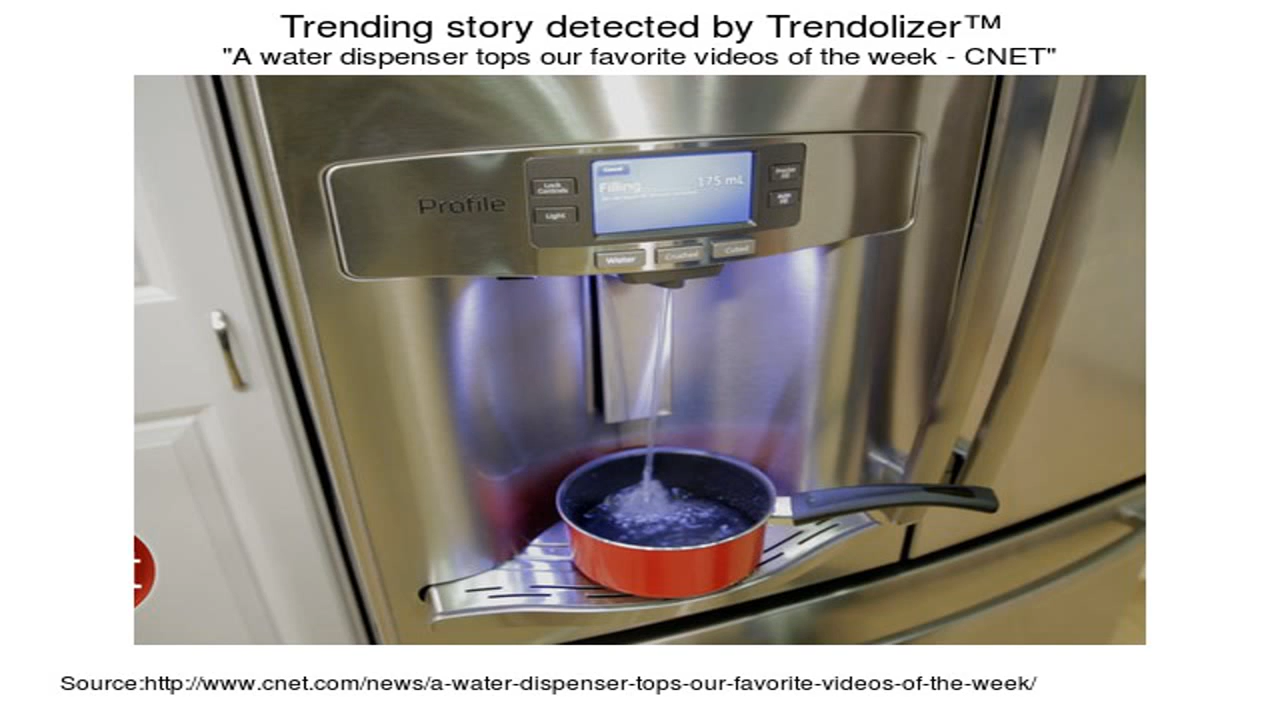 Trending story detected by Trendolizer™
"A water dispenser tops our favorite videos of the week - CNET"
Filling 175 mL
Lock
Controls
Profile
Light
Water Crushed Cubed
Source:http://www.cnet.com/news/a-water-dispenser-tops-our-favorite-videos-of-the-week/